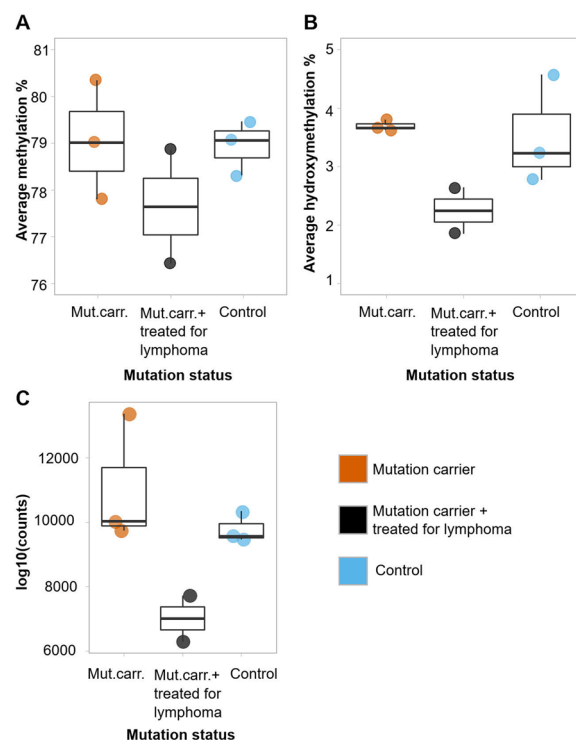 A
81
80
79
78
77
76
Average methylation %
Mut.carr.
Mut.carr.+
treated for
lymphoma
Control
Mutation status
B
5
4
3
2
1
Average hydroxymethylation %
Mut.carr.
Mut.carr.+
treated for
lymphoma
Control
Mutation status
C
12000
10000
8000
6000
log10(counts)
Mut.carr.
Mut.carr.+
treated for
lymphoma
Control
Mutation status
Mutation carrier
Mutation carrier +
treated for lymphoma
Control